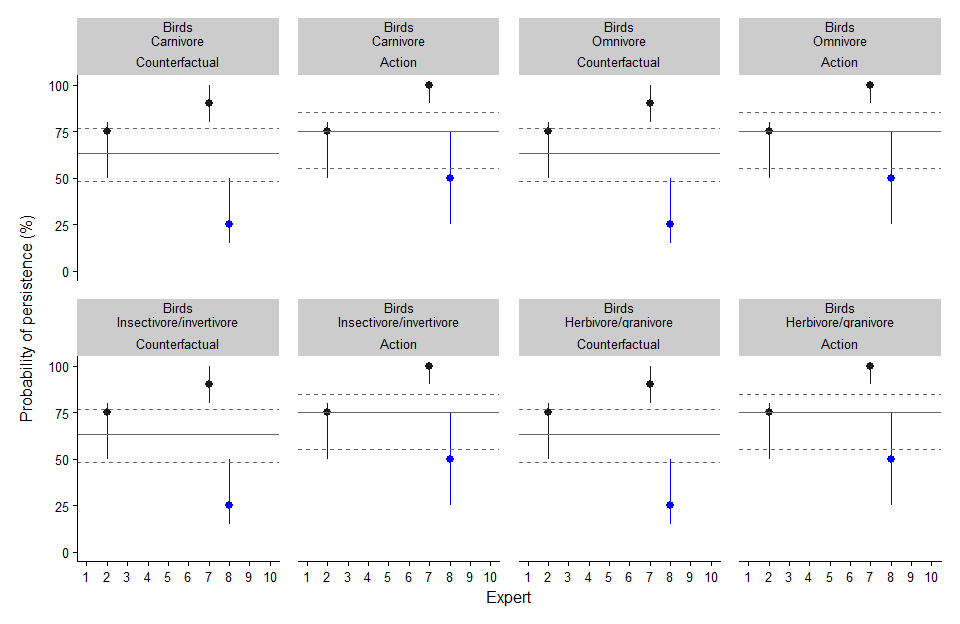 Birds
Carnivore
Counterfactual
Birds
Carnivore
Action
Birds
Omnivore
Counterfactual
Birds
Omnivore
Action
100
75
50
25
0
Birds
Insectivore/invertivore
Counterfactual
Birds
Insectivore/invertivore
Action
Birds
Herbivore/granivore
Counterfactual
Birds
Herbivore/granivore
Action
100
75
50
25
0
1 2 3 4 5 6 7 8 9 10
1 2 3 4 5 6 7 8 9 10
1 2 3 4 5 6 7 8 9 10
1 2 3 4 5 6 7 8 9 10
Expert
Probability of persistence (%)